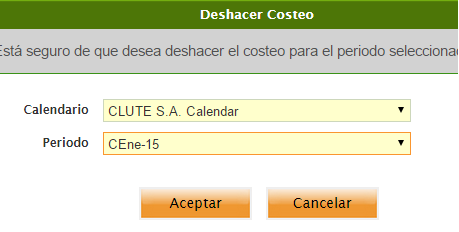 Deshacer Costeo
Está seguro de que desea deshacer el costeo para el periodo
Calendario CLUTE S.A. Calendar
Periodo CEne-15
Aceptar Cancelar